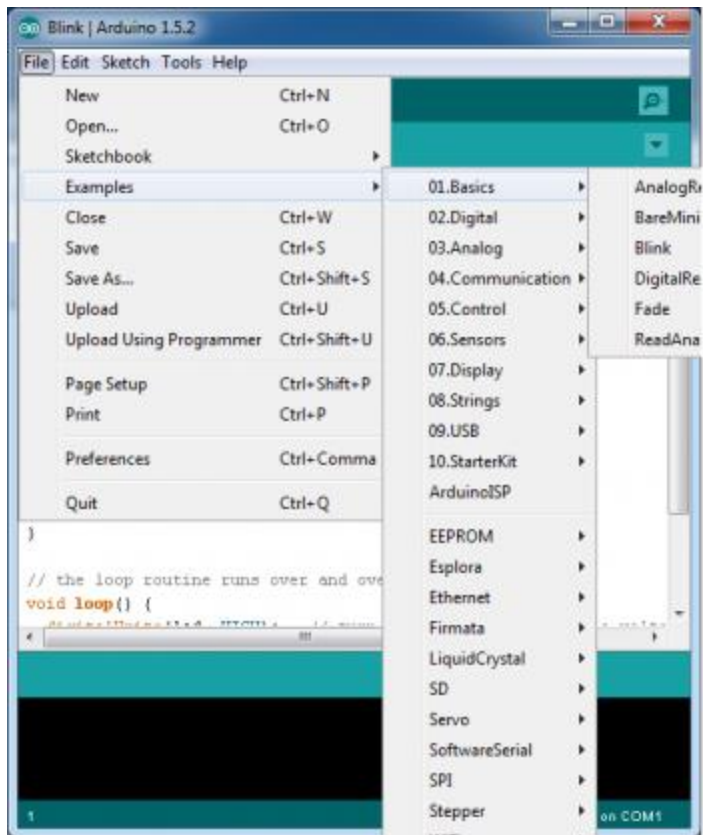 Blink | Arduino 1.5.2
File Edit Sketch Tools Help
New Ctrl+N
Open... Ctrl+O
Sketchbook
Examples
Close Ctrl+W
Save Ctrl+S
Save As... Ctrl+Shift+S
Upload Ctrl+U
Upload Using Programmer Ctrl+Shift+U
Page Setup Ctrl+Shift+P
Print Ctrl+P
Preferences Ctrl+Comma
Quit Ctrl+Q
01.Basics
02.Digital
03.Analog
04.Communication
05.Control
06.Sensors
07.Display
08.Strings
09.USB
10.StarterKit
ArduinoISP
EEPROM
Esplora
Ethernet
Firmata
LiquidCrystal
SD
Servo
SoftwareSerial
SPI
Stepper
AnalogRe
BareMini
Blink
DigitalRe
Fade
ReadAna
}
// the loop routine runs over and ove
void loop() {
1
on COM1